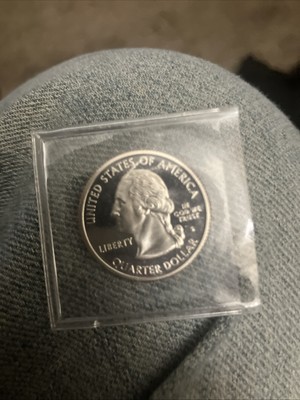 UNITED STATES OF AMERICA
LIBERTY
IN
GOD WE
TRUST
S
QUARTER DOLLAR